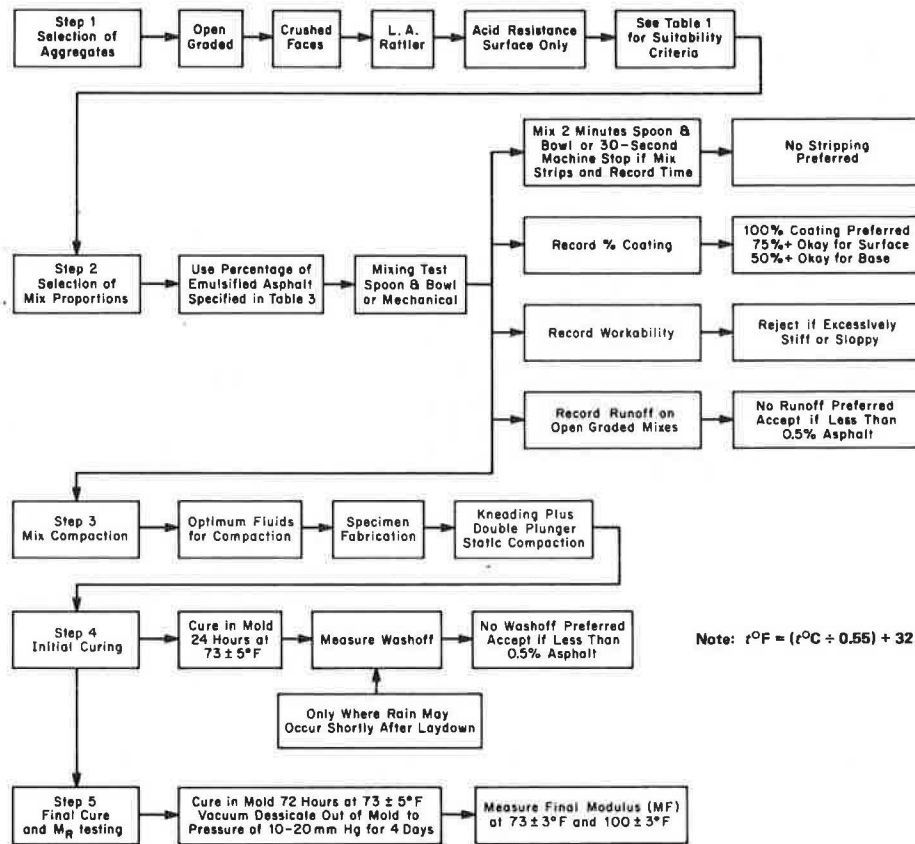 Step 1
Selection of
Aggregates
Open
Graded
Crushed
Faces
L. A.
Rattler
Acid Resistance
Surface Only
See Table 1
for Suitability
Criteria
Mix 2 Minutes Spoon &
Bowl or 30-Second
Machine Stop if Mix
Strips and Record Time
No Stripping
Preferred
Record % Coating
100% Coating Preferred
75%+ Okay for Surface
50%+ Okay for Base
Step 2
Selection of
Mix Proportions
Use Percentage of
Emulsified Asphalt
Specified in Table 3
Mixing Test
Spoon & Bowl
or Mechanical
Record Workability
Reject if Excessively
Stiff or Sloppy
Record Runoff on
Open Graded Mixes
No Runoff Preferred
Accept if Less Than
0.5% Asphalt
Step 3
Mix Compaction
Optimum Fluids
for Compaction
Specimen
Fabrication
Kneading Plus
Double Plunger
Static Compaction
Step 4
Initial Curing
Cure in Mold
24 Hours at
73 ± 5°F
Measure Washoff
No Washoff Preferred
Accept if Less Than
0.5% Asphalt
Note: t°F = (t°C ÷ 0.55) + 32
Only Where Rain May
Occur Shortly After Laydown
Step 5
Final Cure
and MR testing
Cure in Mold 72 Hours at 73 ± 5°F
Vacuum Dessicate Out of Mold to
Pressure of 10-20 mm Hg for 4 Days
Measure Final Modulus (MF)
at 73 ± 3°F and 100 ± 3°F